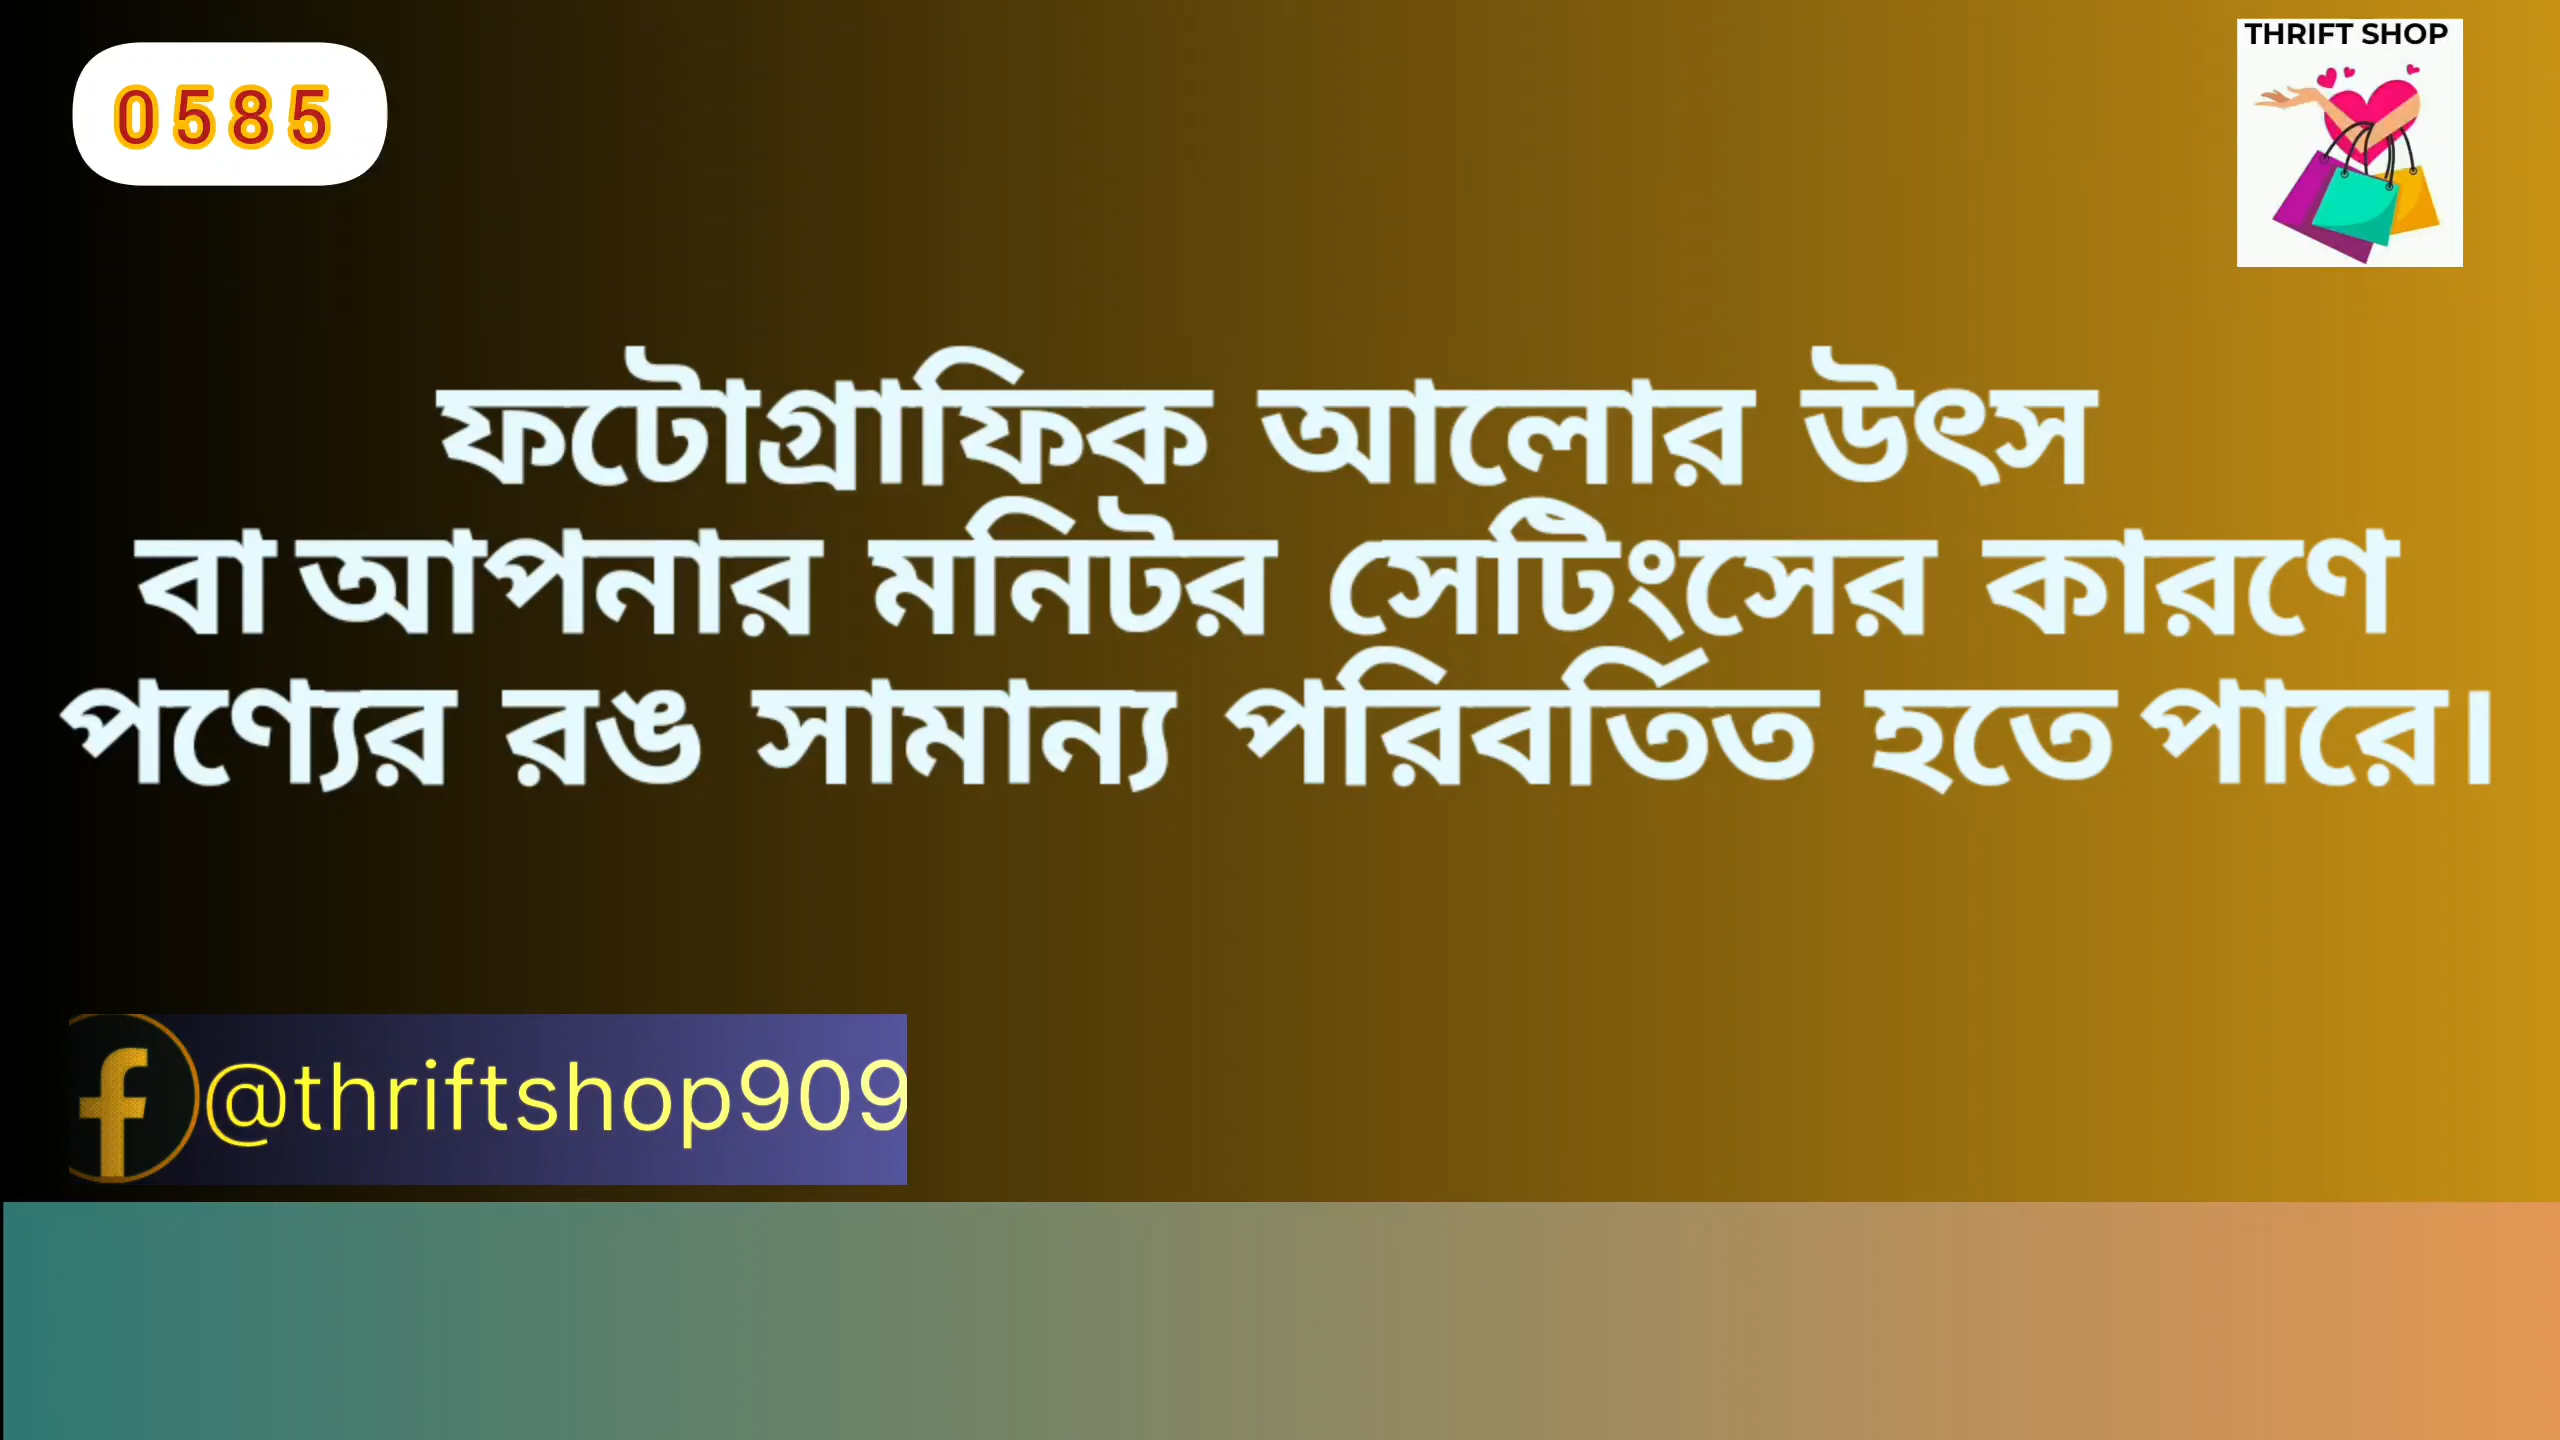 0585
THRIFT SHOP
ফটোগ্রাফিক আলোর উৎস
বা আপনার মনিটর সেটিংসের কারণে
পণ্যের রঙ সামান্য পরিবর্তিত হতে পারে।
@thriftshop909